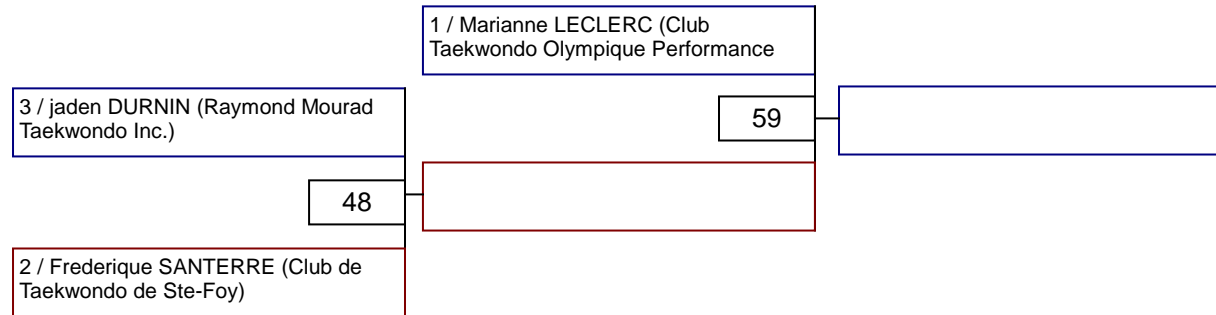 1 / Marianne LECLERC (Club
Taekwondo Olympique Performance
3 / jaden DURNIN (Raymond Mourad
Taekwondo Inc.)
59
48
2 / Frederique SANTERRE (Club de
Taekwondo de Ste-Foy)